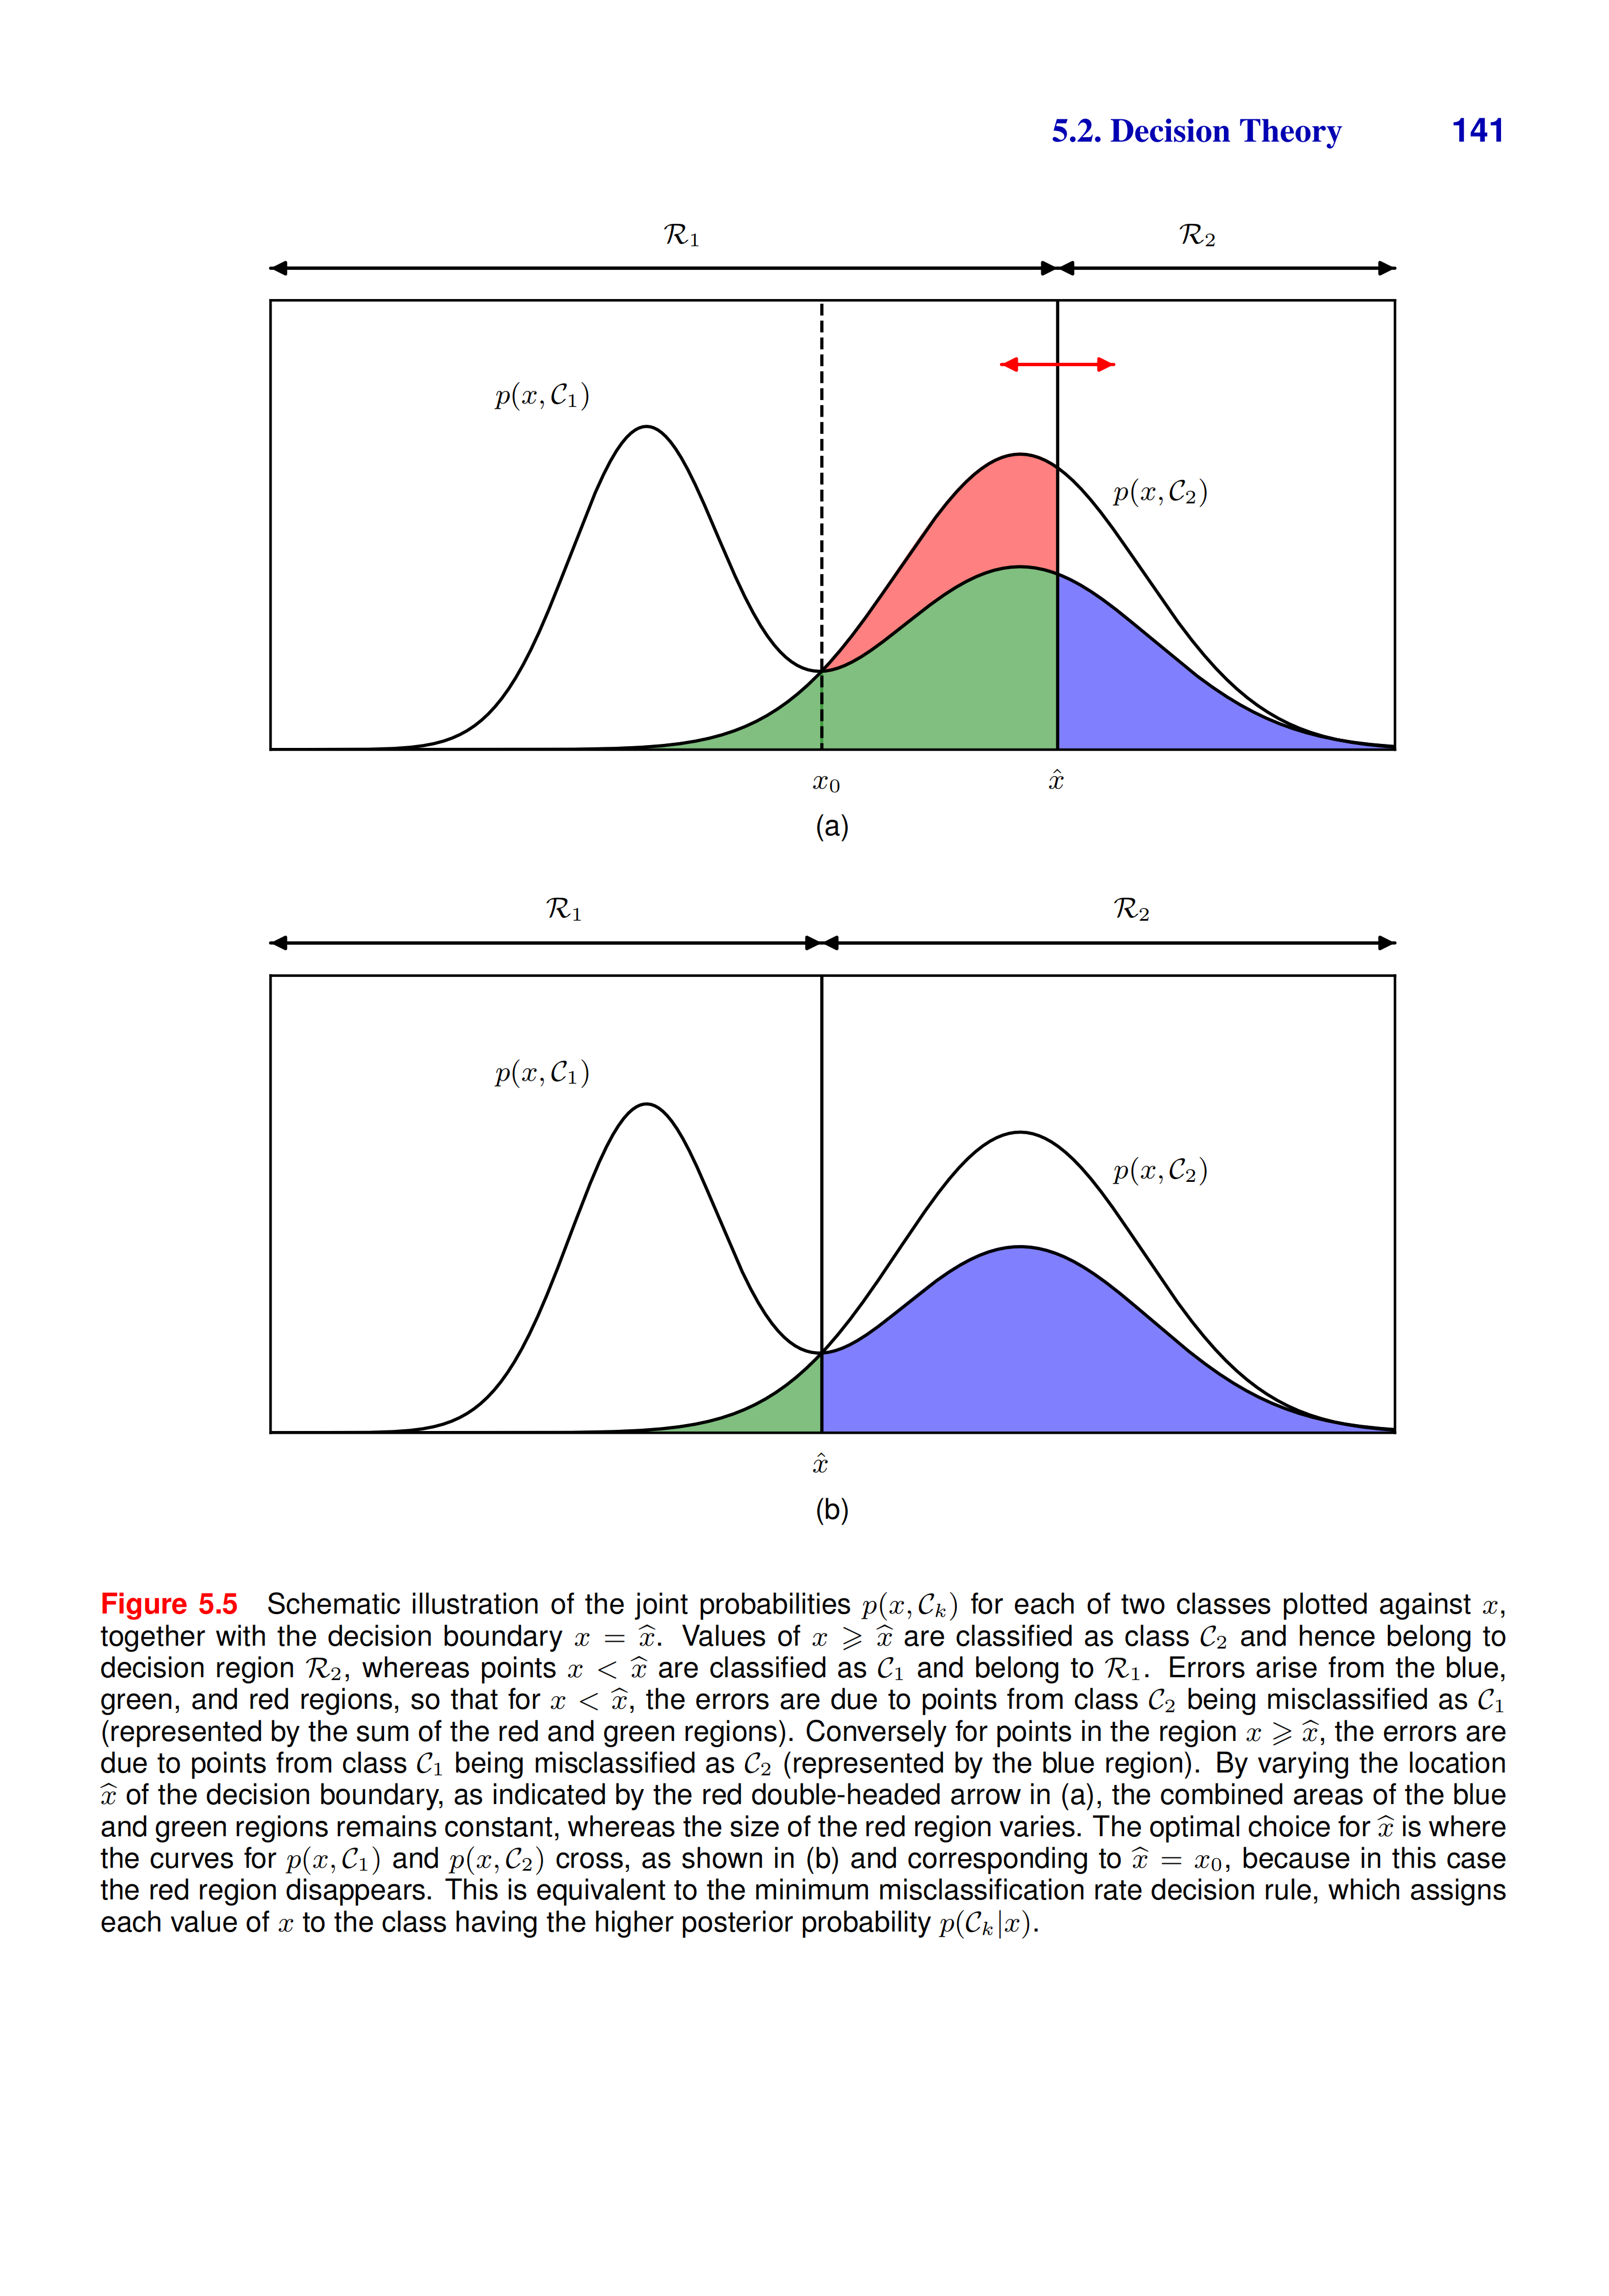 5.2. Decision Theory 141
R₁ R₂
p(x, C₁)
p(x, C₂)
x₀ x̂
(a)
R₁ R₂
p(x, C₁)
p(x, C₂)
x̂
(b)
Figure 5.5 Schematic illustration of the joint probabilities p(x, Cₖ) for each of two classes plotted against x,
together with the decision boundary x = x̂. Values of x ⩾ x̂ are classified as class C₂ and hence belong to
decision region R₂, whereas points x < x̂ are classified as C₁ and belong to R₁. Errors arise from the blue,
green, and red regions, so that for x < x̂, the errors are due to points from class C₂ being misclassified as C₁
(represented by the sum of the red and green regions). Conversely for points in the region x ⩾ x̂, the errors are
due to points from class C₁ being misclassified as C₂ (represented by the blue region). By varying the location
x̂ of the decision boundary, as indicated by the red double-headed arrow in (a), the combined areas of the blue
and green regions remains constant, whereas the size of the red region varies. The optimal choice for x̂ is where
the curves for p(x, C₁) and p(x, C₂) cross, as shown in (b) and corresponding to x̂ = x₀, because in this case
the red region disappears. This is equivalent to the minimum misclassification rate decision rule, which assigns
each value of x to the class having the higher posterior probability p(Cₖ|x).